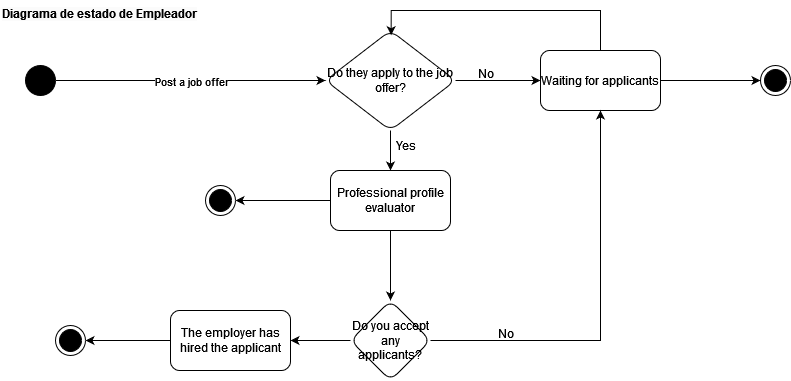 Diagrama de estado de Empleador
Post a job offer
Do they apply to the job
offer?
No
Waiting for applicants
Yes
Professional profile
evaluator
Do you accept
any
applicants?
No
The employer has
hired the applicant